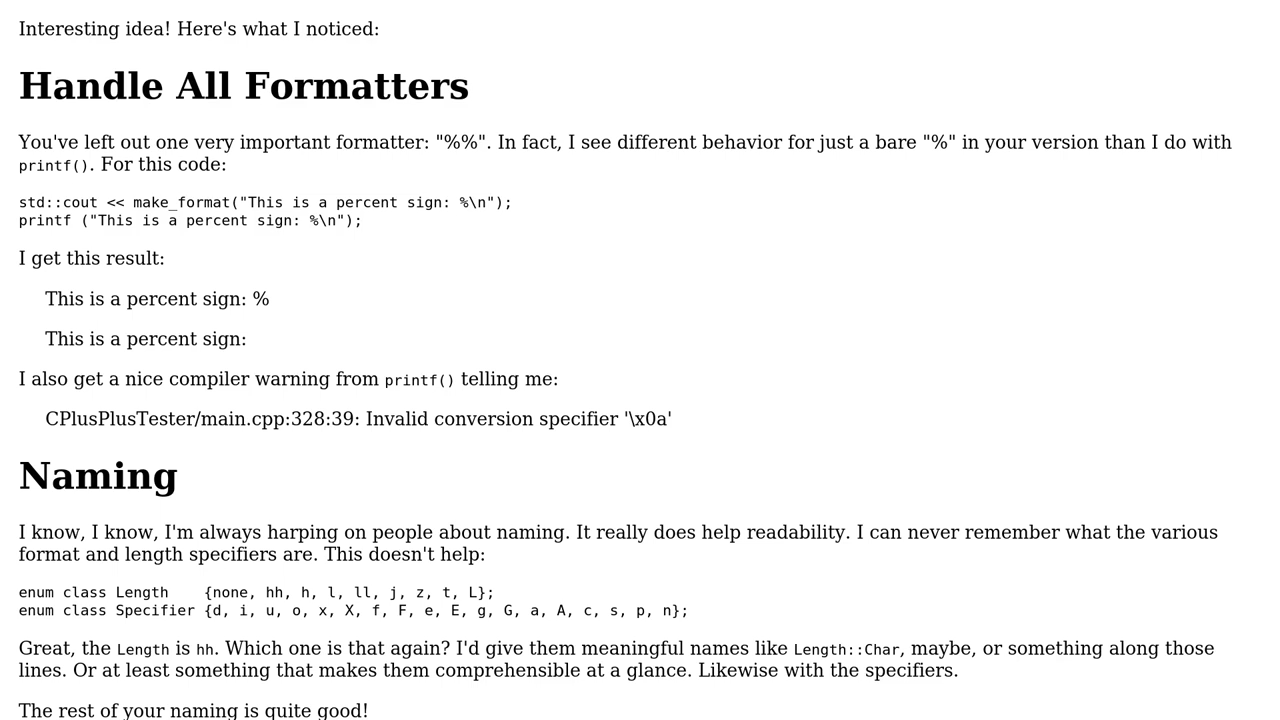 Interesting idea! Here's what I noticed:
Handle All Formatters
You've left out one very important formatter: "%%". In fact, I see different behavior for just a bare "%" in your version than I do with
printf(). For this code:
std::cout << make_format("This is a percent sign: %\n");
printf ("This is a percent sign: %\n");
I get this result:
This is a percent sign: %
This is a percent sign:
I also get a nice compiler warning from printf() telling me:
CPlusPlusTester/main.cpp:328:39: Invalid conversion specifier '\x0a'
Naming
I know, I know, I'm always harping on people about naming. It really does help readability. I can never remember what the various
format and length specifiers are. This doesn't help:
enum class Length    {none, hh, h, l, ll, j, z, t, L};
enum class Specifier {d, i, u, o, x, X, f, F, e, E, g, G, a, A, c, s, p, n};
Great, the Length is hh. Which one is that again? I'd give them meaningful names like Length::Char, maybe, or something along those
lines. Or at least something that makes them comprehensible at a glance. Likewise with the specifiers.
The rest of your naming is quite good!